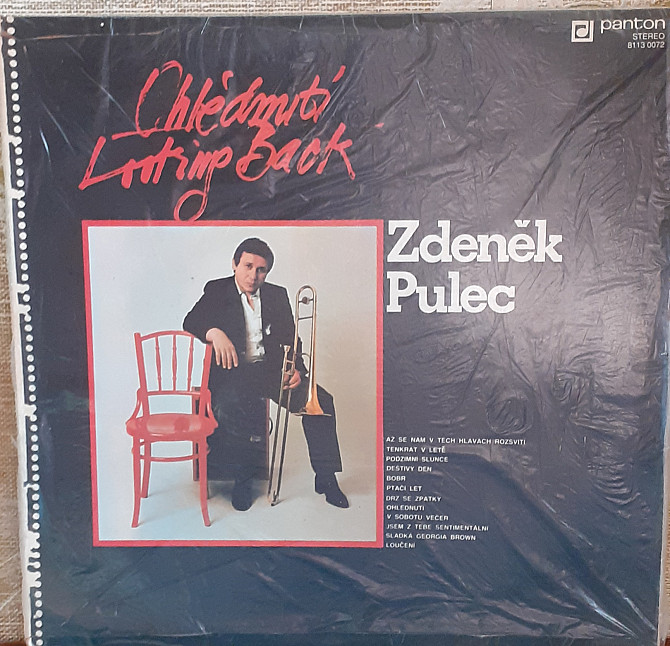 panton
STEREO
8113 0072
Ohlédnutí
Looking Back
Zdeněk
Pulec
AŽ SE NÁM V TĚCH HLAVÁCH ROZSVÍTÍ
TENKRÁT V LÉTĚ
PODZIMNÍ SLUNCE
DEŠTIVÝ DEN
BOBR
PTAČÍ LET
DRŽ SE ZPÁTKY
OHLÉDNUTÍ
V SOBOTU VEČER
JSEM Z TEBE SENTIMENTÁLNÍ
SLADKÁ GEORGIA BROWN
LOUČENÍ